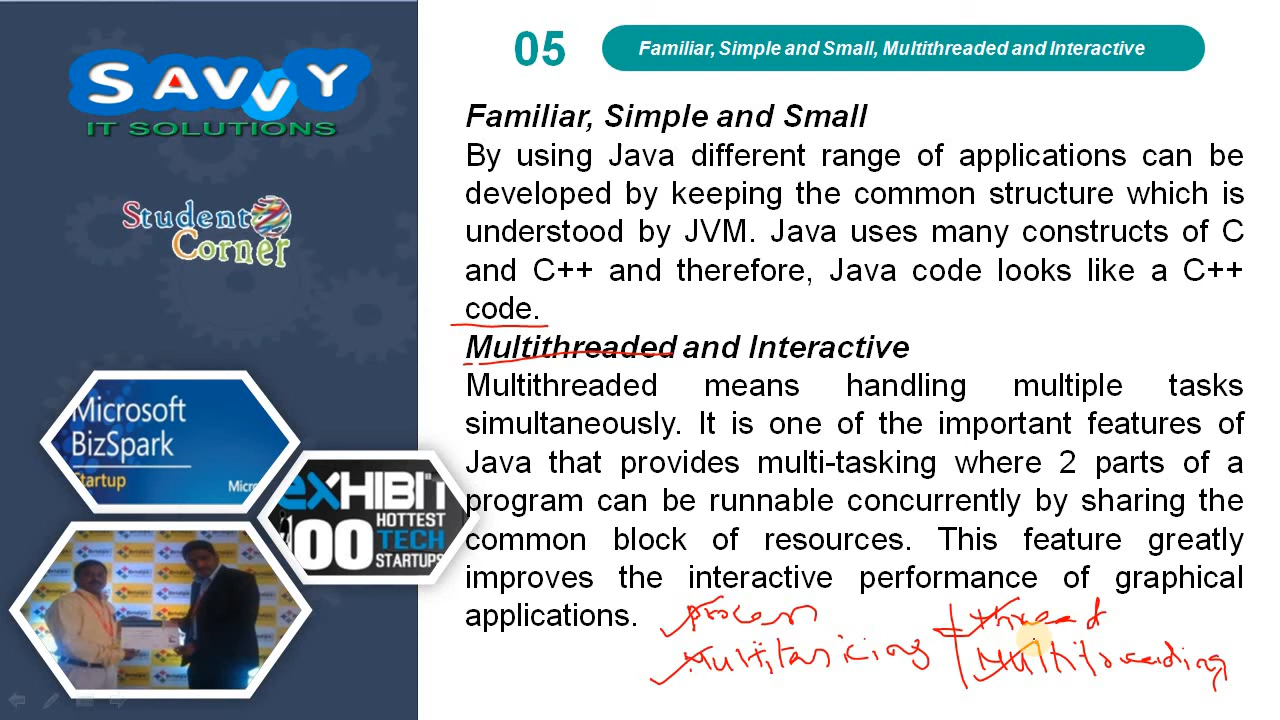 SAVVY
IT SOLUTIONS
Student
Corner
Microsoft
BizSpark
Startup
Micros
eXHIBIT
100
HOTTEST
TECH
STARTUPS
05
Familiar, Simple and Small, Multithreaded and Interactive
Familiar, Simple and Small
By using Java different range of applications can be
developed by keeping the common structure which is
understood by JVM. Java uses many constructs of C
and C++ and therefore, Java code looks like a C++
code.
Multithreaded and Interactive
Multithreaded means handling multiple tasks
simultaneously. It is one of the important features of
Java that provides multi-tasking where 2 parts of a
program can be runnable concurrently by sharing the
common block of resources. This feature greatly
improves the interactive performance of graphical
applications.
Process thread
Multitasking Multithreading